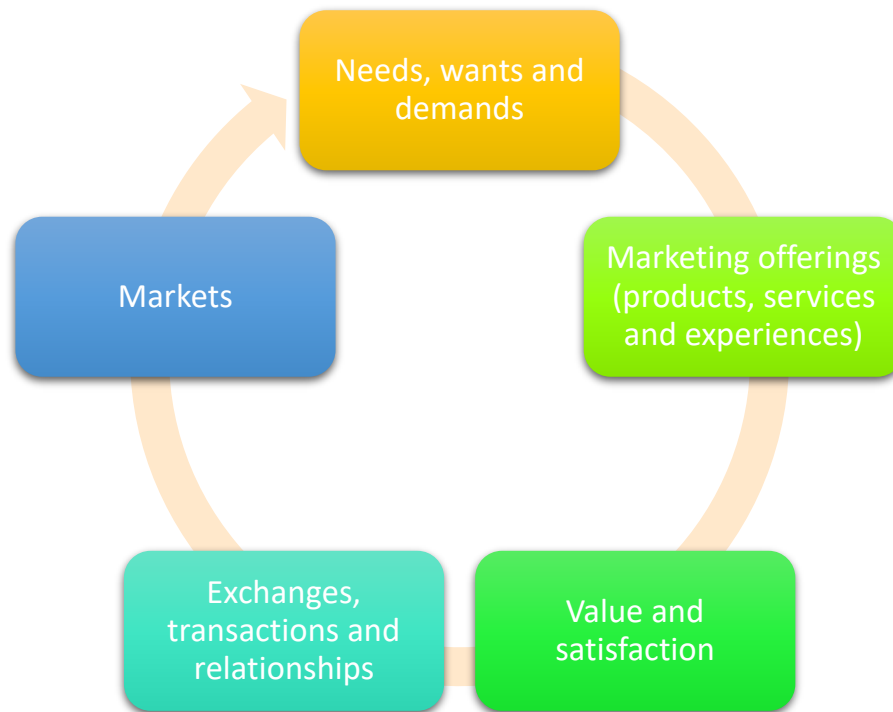 Needs, wants and
demands
Marketing offerings
(products, services
and experiences)
Value and
satisfaction
Exchanges,
transactions and
relationships
Markets